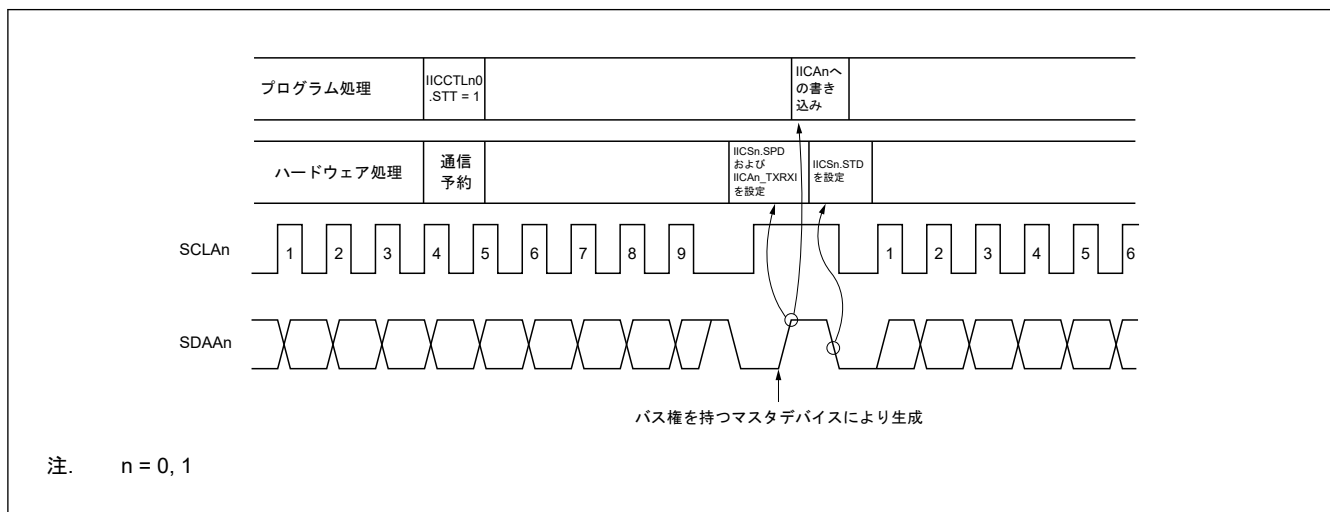 プログラム処理
IICCTLn0
.STT = 1
IICAnへ
の書き
込み
ハードウェア処理
通信
予約
IICSn.SPD
および
IICAn_TXRXI
を設定
IICSn.STD
を設定
SCLAn
1 2 3 4 5 6 7 8 9 1 2 3 4 5 6
SDAAn
バス権を持つマスタデバイスにより生成
注. n = 0, 1